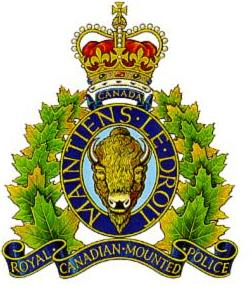 CANADA
MAINTIENS·LE·DROIT
ROYAL CANADIAN·MOUNTED POLICE